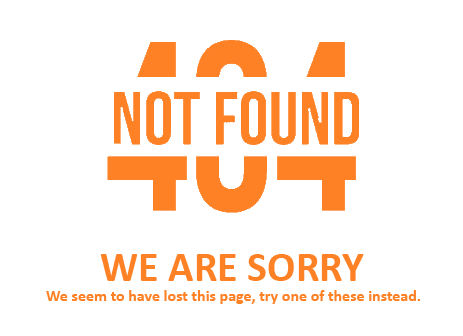 404
NOT FOUND
WE ARE SORRY
We seem to have lost this page, try one of these instead.